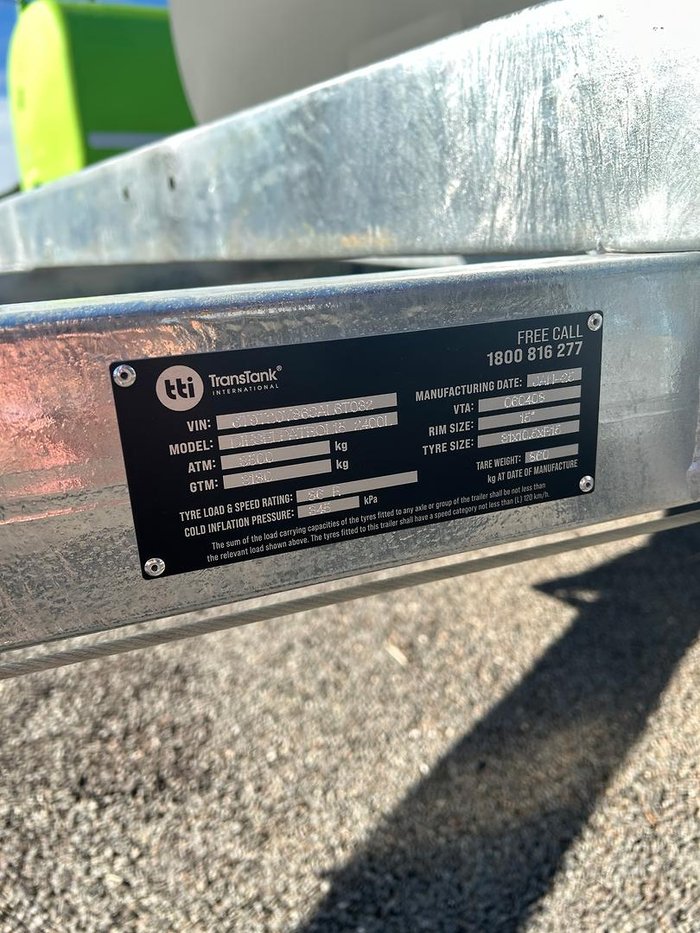 tti TransTank®
INTERNATIONAL
FREE CALL
1800 816 277
VIN:
MODEL:
ATM: kg
GTM: kg
TYRE LOAD & SPEED RATING:
COLD INFLATION PRESSURE: 345 kPa
MANUFACTURING DATE:
VTA: 060408
RIM SIZE: 16"
TYRE SIZE:
TARE WEIGHT:
kg AT DATE OF MANUFACTURE
The sum of the load carrying capacities of the tyres fitted to any axle or group of the trailer shall be not less than
the relevant load shown above. The tyres fitted to this trailer shall have a speed category not less than (L) 120 km/h.